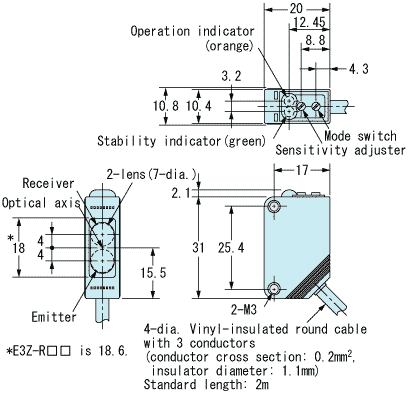 20
Operation indicator
(orange)
12.45
8.8
3.2
4.3
10.8
10.4
Mode switch
Sensitivity adjuster
Stability indicator(green)
17
2.1
Receiver
2-lens(7-dia.)
Optical axis
*
18
4
4
15.5
31
25.4
Emitter
2-M3
*E3Z-R□□ is 18.6.
4-dia. Vinyl-insulated round cable
with 3 conductors
(conductor cross section: 0.2mm²,
insulator diameter: 1.1mm)
Standard length: 2m